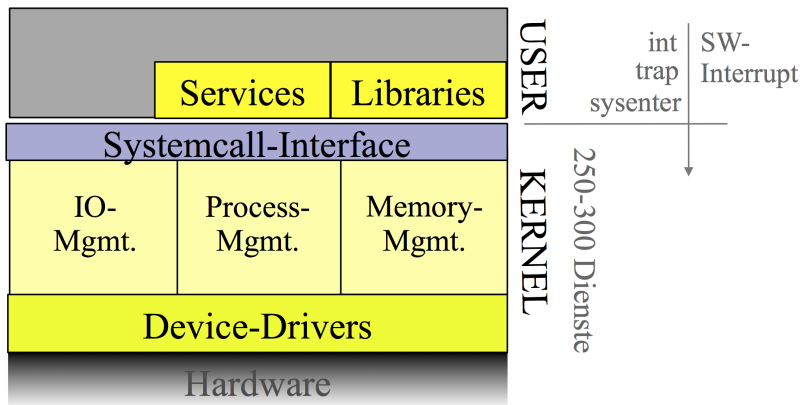 Services
Libraries
USER
int
trap
sysenter
SW-
Interrupt
Systemcall-Interface
IO-
Mgmt.
Process-
Mgmt.
Memory-
Mgmt.
KERNEL
250-300 Dienste
Device-Drivers
Hardware